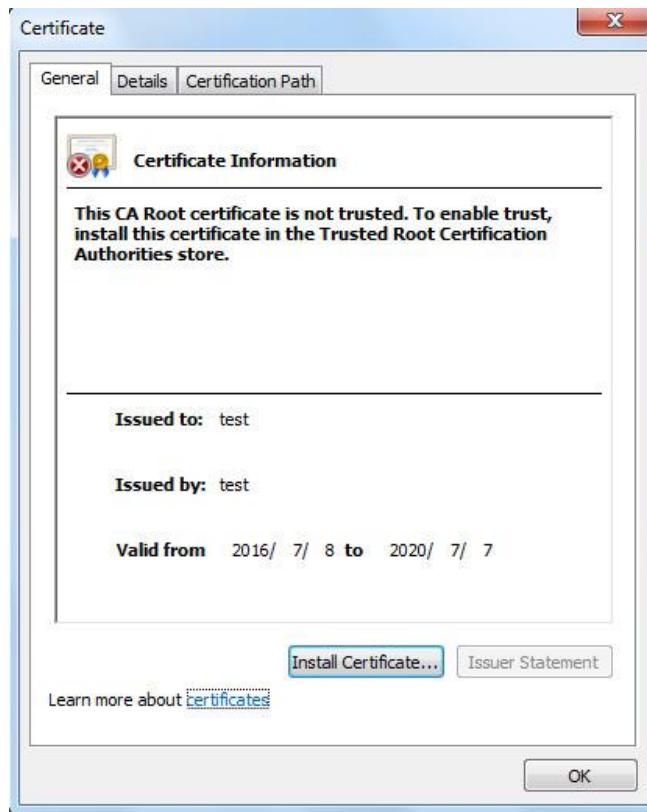 Certificate
X
General Details Certification Path
Certificate Information
This CA Root certificate is not trusted. To enable trust,
install this certificate in the Trusted Root Certification
Authorities store.
Issued to: test
Issued by: test
Valid from 2016/ 7/ 8 to 2020/ 7/ 7
Install Certificate... Issuer Statement
Learn more about certificates
OK